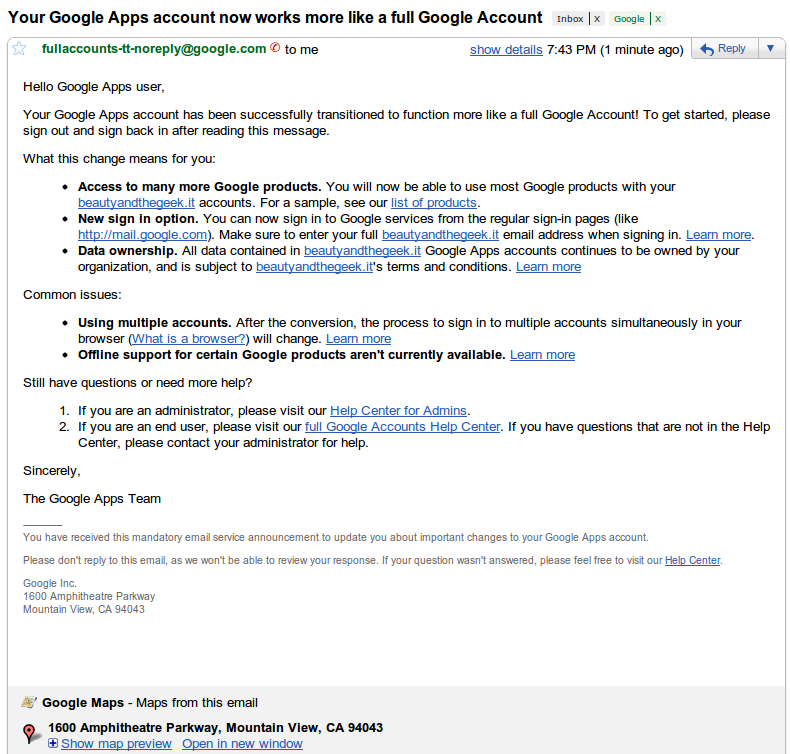 Your Google Apps account now works more like a full Google Account Inbox X Google X
fullaccounts-tt-noreply@google.com to me show details 7:43 PM (1 minute ago) Reply
Hello Google Apps user,
Your Google Apps account has been successfully transitioned to function more like a full Google Account! To get started, please
sign out and sign back in after reading this message.
What this change means for you:
• Access to many more Google products. You will now be able to use most Google products with your
beautyandthegeek.it accounts. For a sample, see our list of products.
• New sign in option. You can now sign in to Google services from the regular sign-in pages (like
http://mail.google.com). Make sure to enter your full beautyandthegeek.it email address when signing in. Learn more.
• Data ownership. All data contained in beautyandthegeek.it Google Apps accounts continues to be owned by your
organization, and is subject to beautyandthegeek.it's terms and conditions. Learn more
Common issues:
• Using multiple accounts. After the conversion, the process to sign in to multiple accounts simultaneously in your
browser (What is a browser?) will change. Learn more
• Offline support for certain Google products aren't currently available. Learn more
Still have questions or need more help?
1. If you are an administrator, please visit our Help Center for Admins.
2. If you are an end user, please visit our full Google Accounts Help Center. If you have questions that are not in the Help
Center, please contact your administrator for help.
Sincerely,
The Google Apps Team
You have received this mandatory email service announcement to update you about important changes to your Google Apps account.
Please don't reply to this email, as we won't be able to review your response. If your question wasn't answered, please feel free to visit our Help Center.
Google Inc.
1600 Amphitheatre Parkway
Mountain View, CA 94043
Google Maps - Maps from this email
1600 Amphitheatre Parkway, Mountain View, CA 94043
Show map preview Open in new window